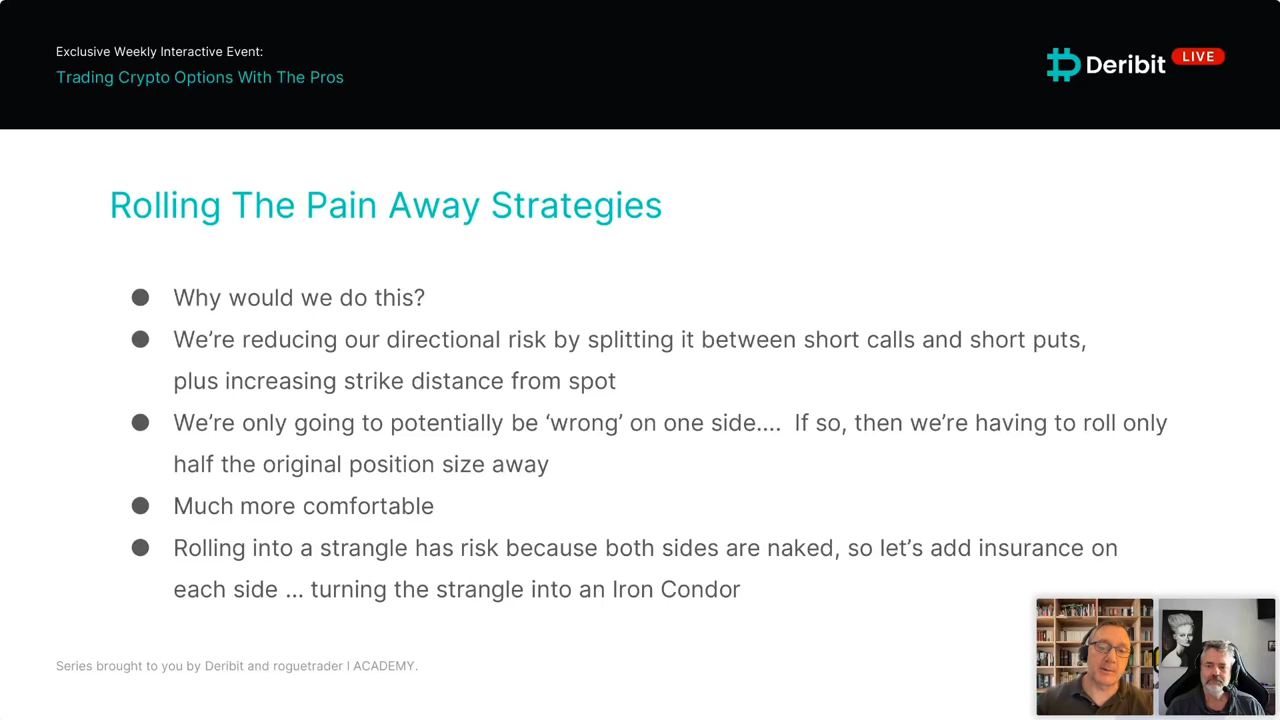 Exclusive Weekly Interactive Event:
Trading Crypto Options With The Pros
Deribit LIVE
Rolling The Pain Away Strategies
● Why would we do this?
● We’re reducing our directional risk by splitting it between short calls and short puts,
plus increasing strike distance from spot
● We’re only going to potentially be ‘wrong’ on one side.... If so, then we’re having to roll only
half the original position size away
● Much more comfortable
● Rolling into a strangle has risk because both sides are naked, so let’s add insurance on
each side ... turning the strangle into an Iron Condor
Series brought to you by Deribit and roguetrader | ACADEMY.